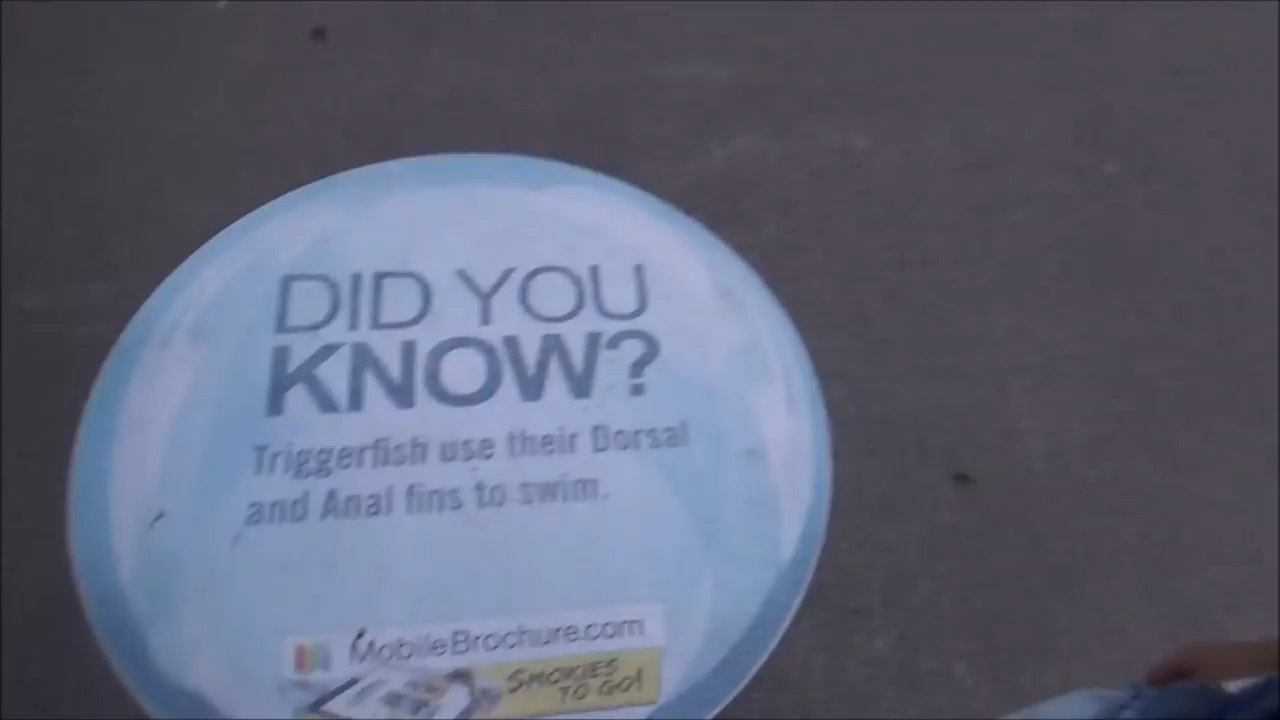 DID YOU
KNOW?
Triggerfish use their Dorsal
and Anal fins to swim.
MobileBrochure.com
SMOKIES
TO GO!